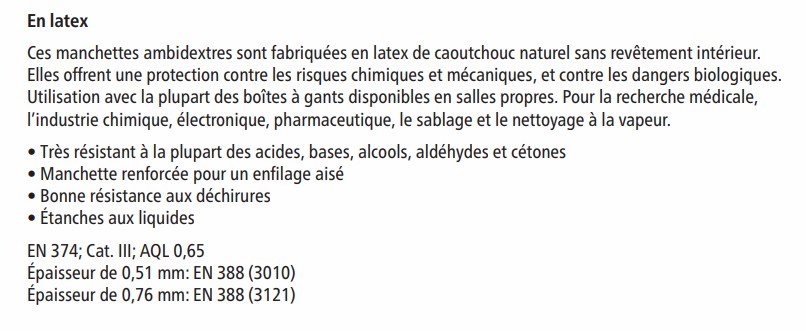 En latex
Ces manchettes ambidextres sont fabriquées en latex de caoutchouc naturel sans revêtement intérieur.
Elles offrent une protection contre les risques chimiques et mécaniques, et contre les dangers biologiques.
Utilisation avec la plupart des boîtes à gants disponibles en salles propres. Pour la recherche médicale,
l’industrie chimique, électronique, pharmaceutique, le sablage et le nettoyage à la vapeur.
• Très résistant à la plupart des acides, bases, alcools, aldéhydes et cétones
• Manchette renforcée pour un enfilage aisé
• Bonne résistance aux déchirures
• Étanches aux liquides
EN 374; Cat. III; AQL 0,65
Épaisseur de 0,51 mm: EN 388 (3010)
Épaisseur de 0,76 mm: EN 388 (3121)